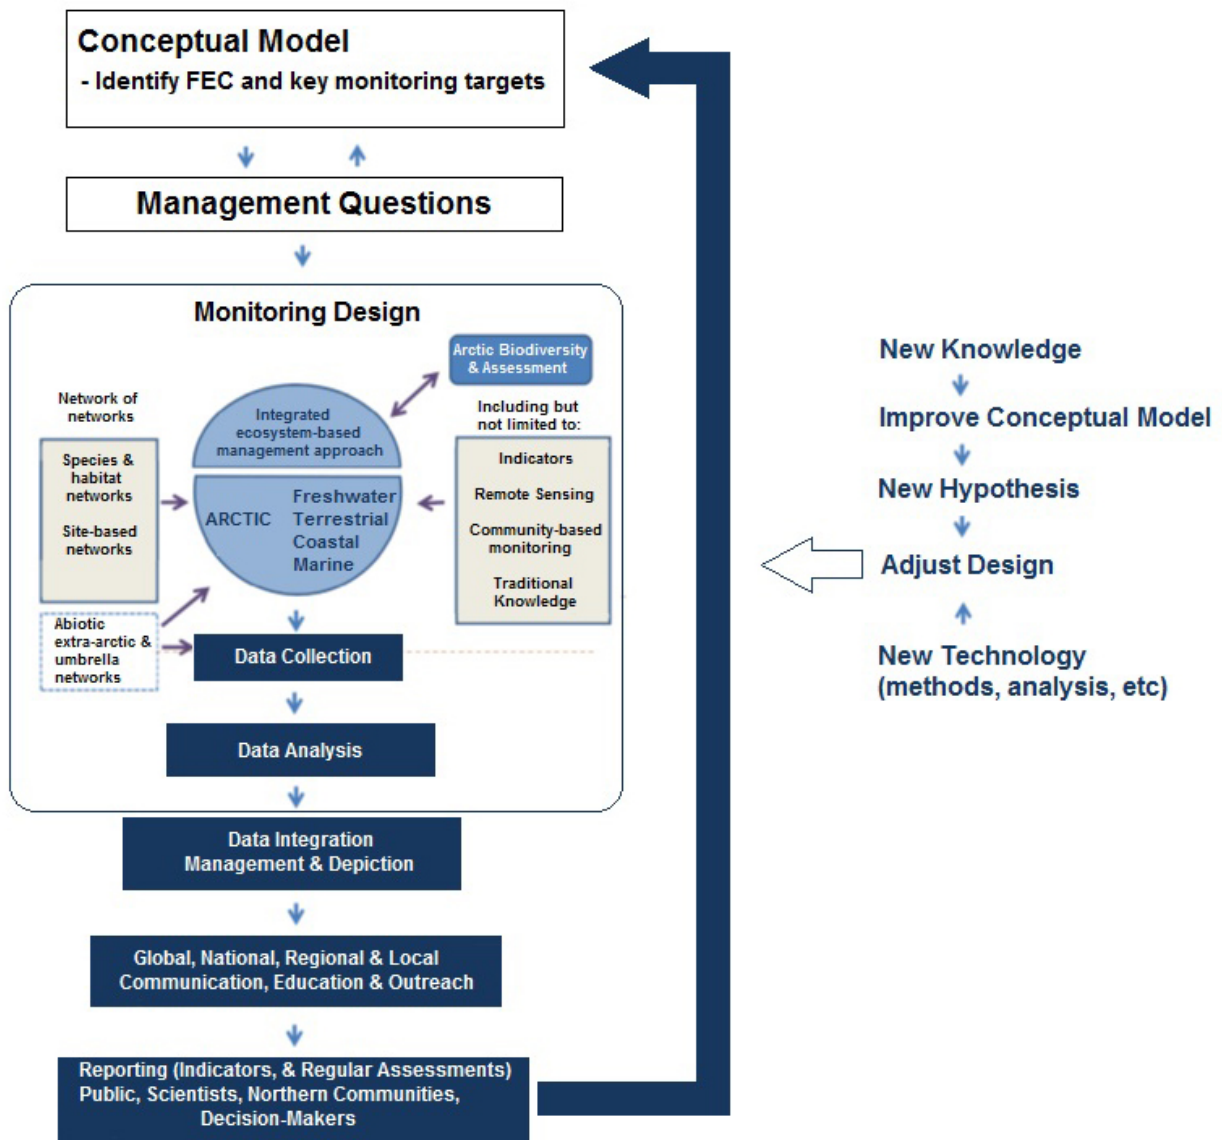 Conceptual Model
- Identify FEC and key monitoring targets
Management Questions
Monitoring Design
Arctic Biodiversity
& Assessment
Network of
networks
Integrated
ecosystem-based
management approach
Including but
not limited to:
Species &
habitat
networks
Site-based
networks
ARCTIC
Freshwater
Terrestrial
Coastal
Marine
Indicators
Remote Sensing
Community-based
monitoring
Traditional
Knowledge
Abiotic
extra-arctic &
umbrella
networks
Data Collection
Data Analysis
Data Integration
Management & Depiction
Global, National, Regional & Local
Communication, Education & Outreach
Reporting (Indicators, & Regular Assessments)
Public, Scientists, Northern Communities,
Decision-Makers
New Knowledge
Improve Conceptual Model
New Hypothesis
Adjust Design
New Technology
(methods, analysis, etc)